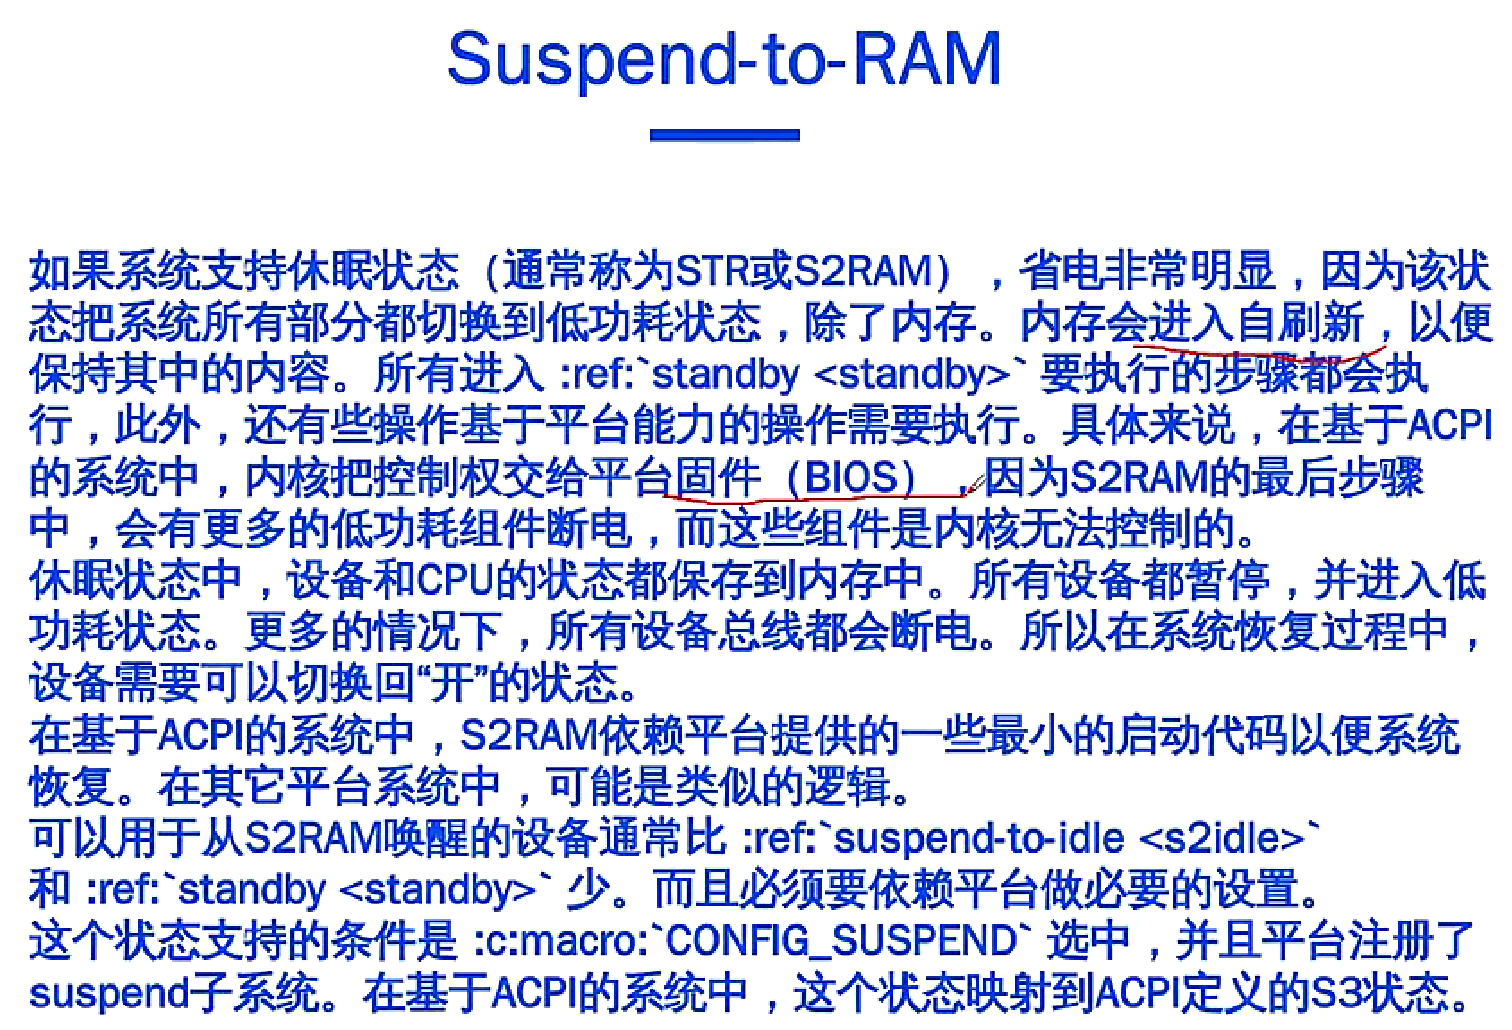 Suspend-to-RAM
如果系统支持休眠状态（通常称为STR或S2RAM），省电非常明显，因为该状
态把系统所有部分都切换到低功耗状态，除了内存。内存会进入自刷新，以便
保持其中的内容。所有进入 :ref:`standby <standby>` 要执行的步骤都会执
行，此外，还有些操作基于平台能力的操作需要执行。具体来说，在基于ACPI
的系统中，内核把控制权交给平台固件（BIOS），因为S2RAM的最后步骤
中，会有更多的低功耗组件断电，而这些组件是内核无法控制的。
休眠状态中，设备和CPU的状态都保存到内存中。所有设备都暂停，并进入低
功耗状态。更多的情况下，所有设备总线都会断电。所以在系统恢复过程中，
设备需要可以切换回“开”的状态。
在基于ACPI的系统中，S2RAM依赖平台提供的一些最小的启动代码以便系统
恢复。在其它平台系统中，可能是类似的逻辑。
可以用于从S2RAM唤醒的设备通常比 :ref:`suspend-to-idle <s2idle>`
和 :ref:`standby <standby>` 少。而且必须要依赖平台做必要的设置。
这个状态支持的条件是 :c:macro:`CONFIG_SUSPEND` 选中，并且平台注册了
suspend子系统。在基于ACPI的系统中，这个状态映射到ACPI定义的S3状态。